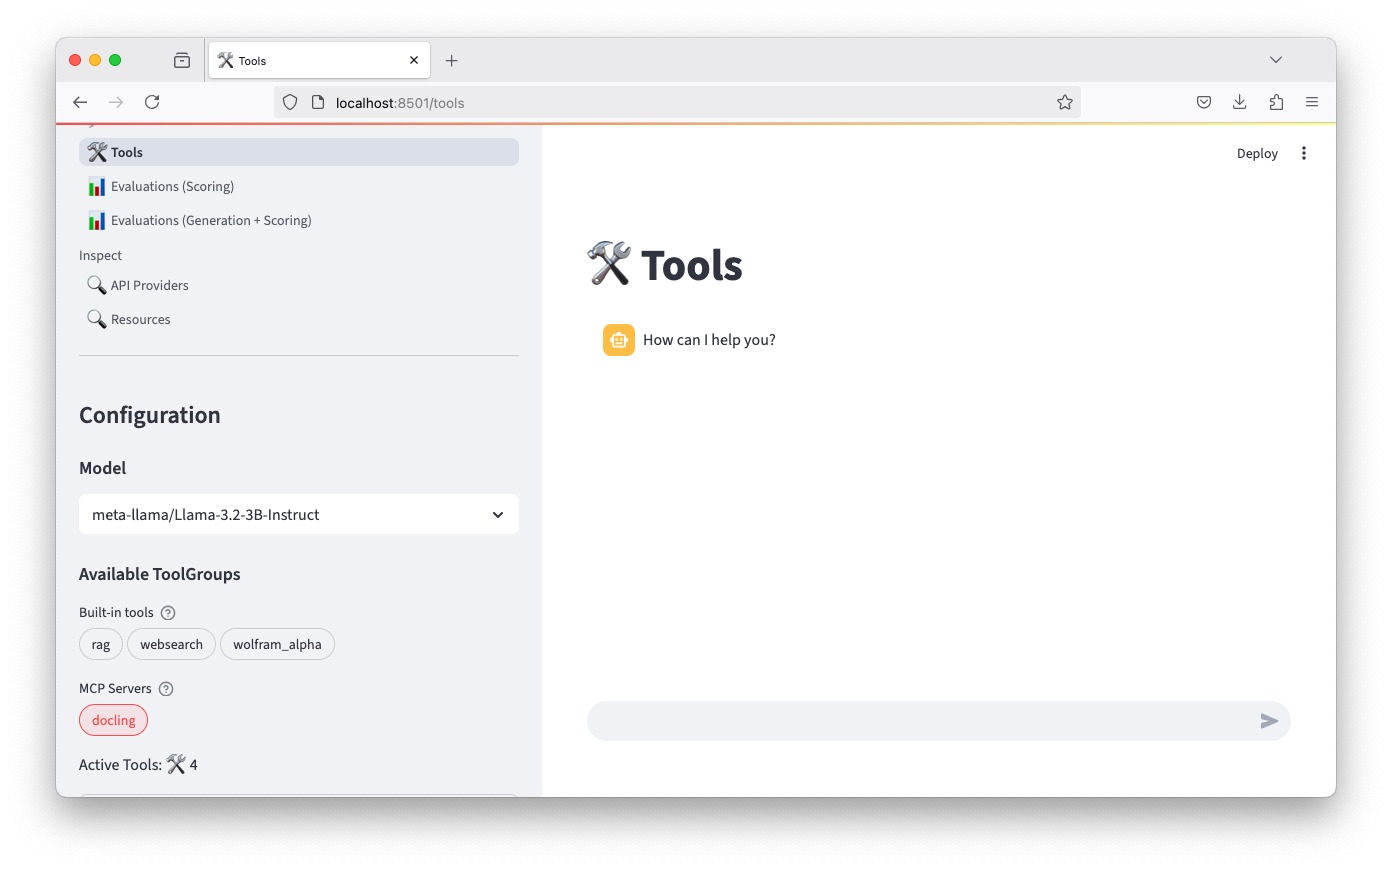 Tools
localhost:8501/tools
Tools
Evaluations (Scoring)
Evaluations (Generation + Scoring)
Inspect
API Providers
Resources
Configuration
Model
meta-llama/Llama-3.2-3B-Instruct
Available ToolGroups
Built-in tools
rag websearch wolfram_alpha
MCP Servers
docling
Active Tools: 4
Deploy
Tools
How can I help you?